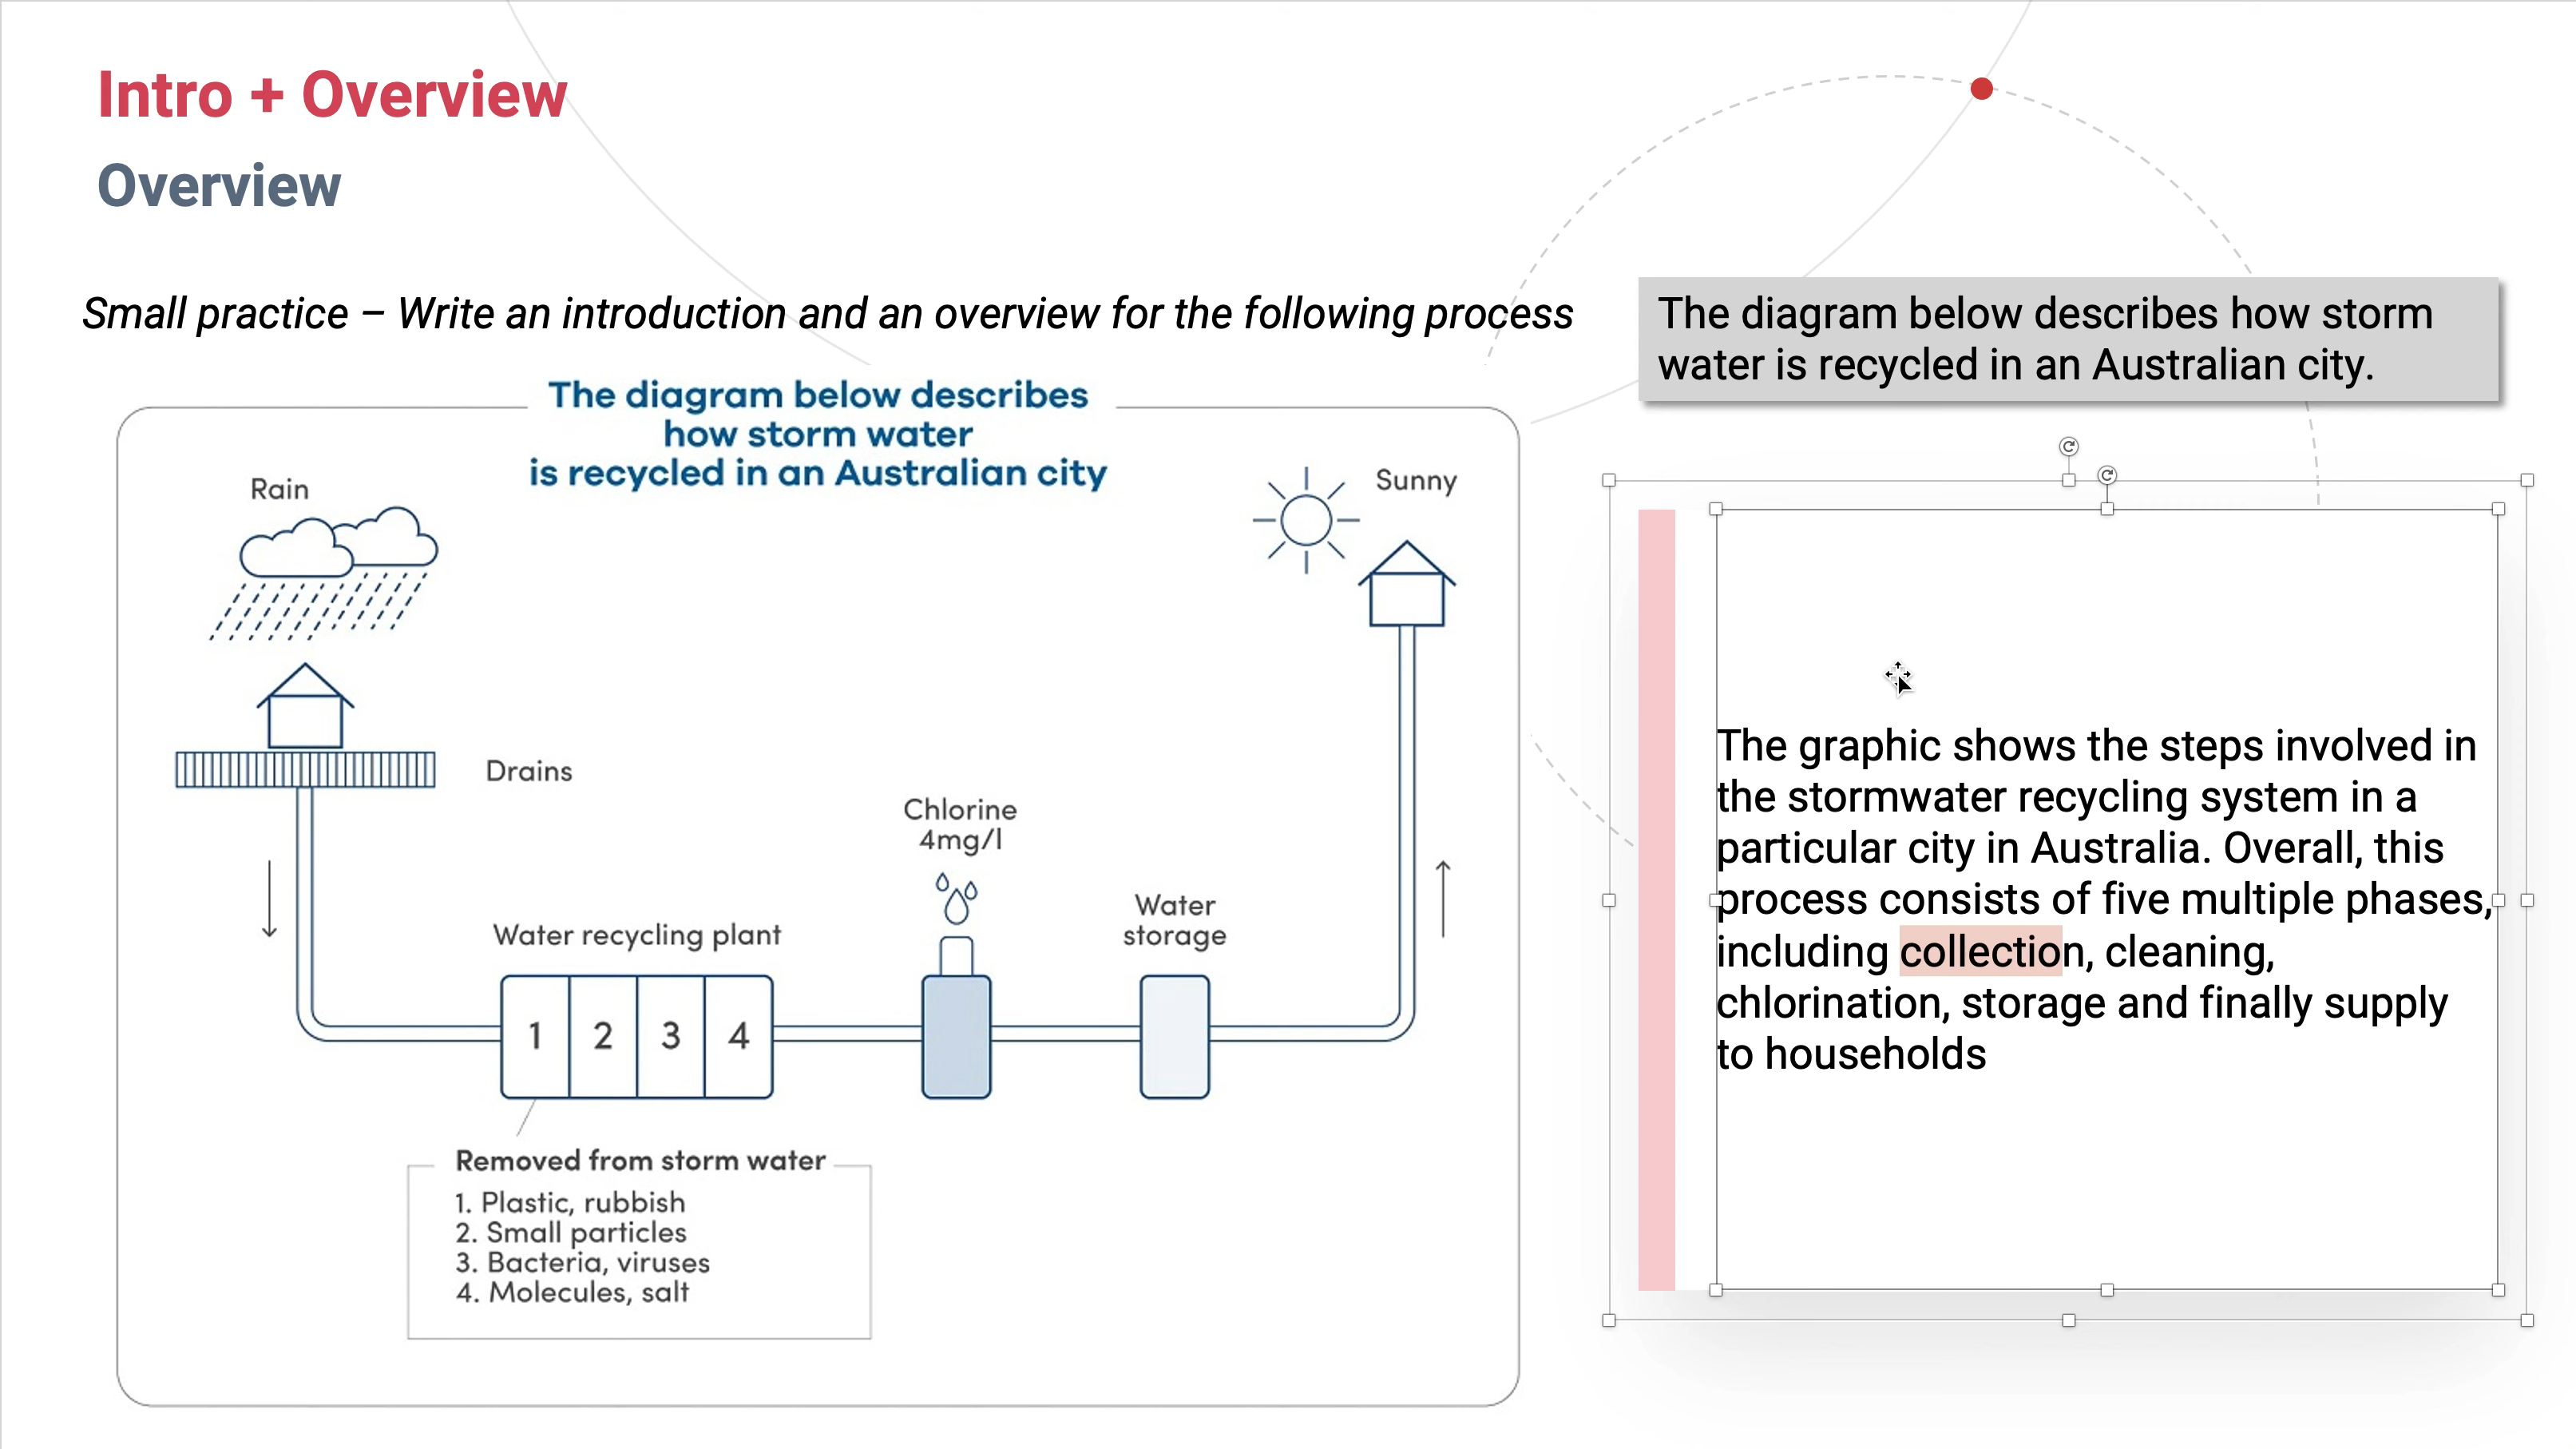 Intro + Overview
Overview
Small practice – Write an introduction and an overview for the following process
The diagram below describes how storm
water is recycled in an Australian city.
The diagram below describes
how storm water
is recycled in an Australian city
Rain
Sunny
Drains
Chlorine
4mg/l
Water recycling plant
Water
storage
1 2 3 4
Removed from storm water
1. Plastic, rubbish
2. Small particles
3. Bacteria, viruses
4. Molecules, salt
The graphic shows the steps involved in
the stormwater recycling system in a
particular city in Australia. Overall, this
process consists of five multiple phases,
including collection, cleaning,
chlorination, storage and finally supply
to households